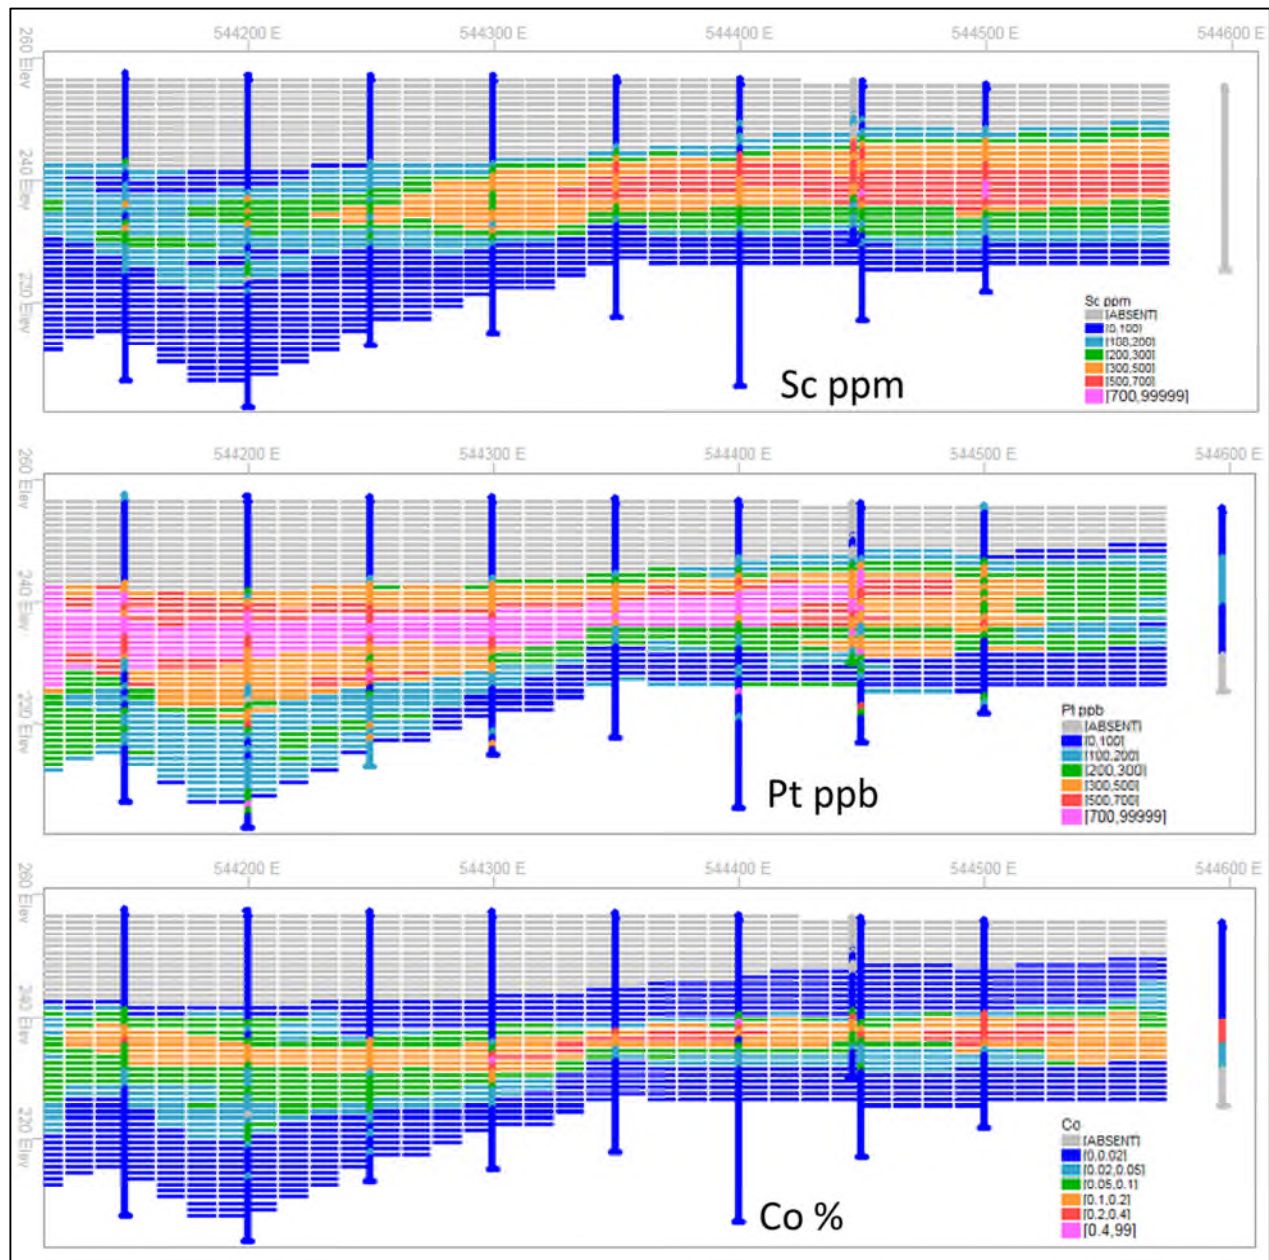 544200 E 544300 E 544400 E 544500 E 544600 E
260 Elev
240 Elev
220 Elev
Sc ppm
[ABSENT]
[0,100]
[100,200]
[200,300]
[300,500]
[500,700]
[700,99999]
Sc ppm
544200 E 544300 E 544400 E 544500 E 544600 E
260 Elev
240 Elev
220 Elev
Pt ppb
[ABSENT]
[0,100]
[100,200]
[200,300]
[300,500]
[500,700]
[700,99999]
Pt ppb
544200 E 544300 E 544400 E 544500 E 544600 E
260 Elev
240 Elev
220 Elev
Co
[ABSENT]
[0,0.02]
[0.02,0.05]
[0.05,0.1]
[0.1,0.2]
[0.2,0.4]
[0.4,99]
Co %